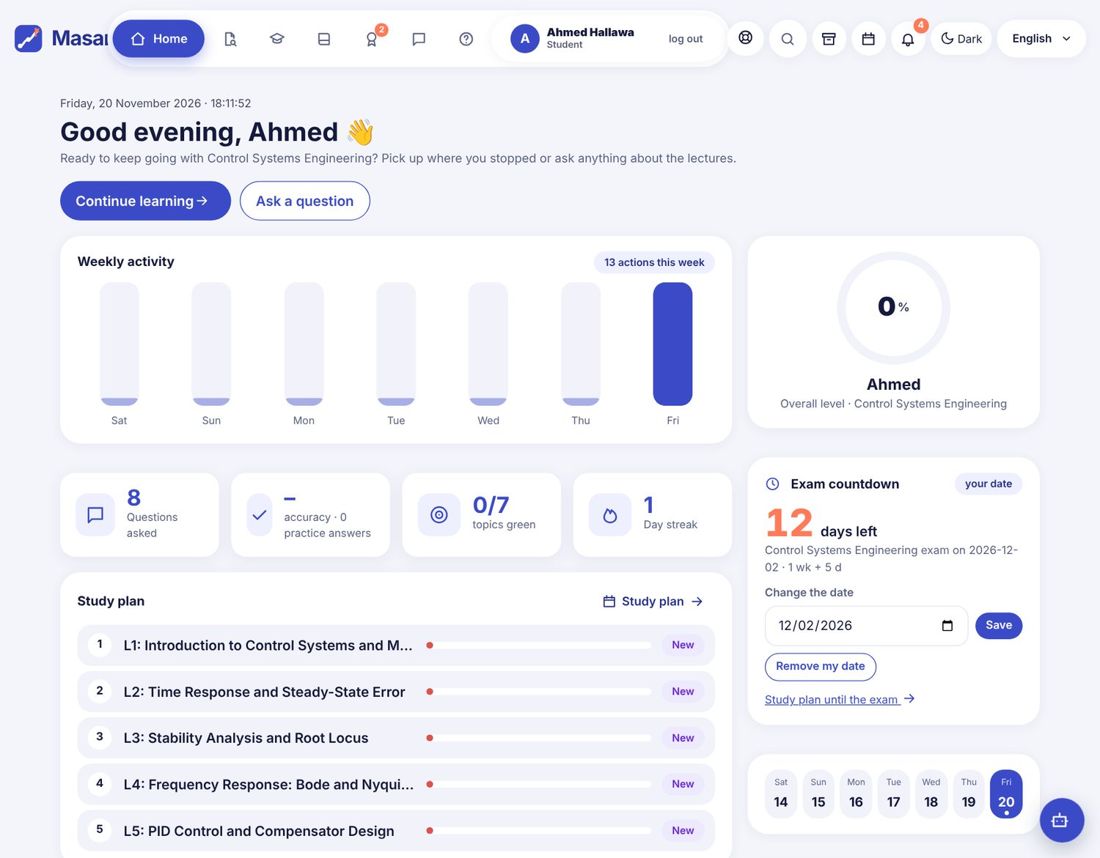 Masar
Home
2
A
Ahmed Hallawa
Student
log out
4
Dark
English
Friday, 20 November 2026 · 18:11:52
Good evening, Ahmed 👋
Ready to keep going with Control Systems Engineering? Pick up where you stopped or ask anything about the lectures.
Continue learning →
Ask a question
Weekly activity
13 actions this week
Sat Sun Mon Tue Wed Thu Fri
0%
Ahmed
Overall level · Control Systems Engineering
8
Questions
asked
–
accuracy · 0
practice answers
0/7
topics green
1
Day streak
Exam countdown
your date
12 days left
Control Systems Engineering exam on 2026-12-
02 · 1 wk + 5 d
Change the date
12/02/2026
Save
Remove my date
Study plan until the exam →
Study plan
Study plan →
1 L1: Introduction to Control Systems and M... New
2 L2: Time Response and Steady-State Error New
3 L3: Stability Analysis and Root Locus New
4 L4: Frequency Response: Bode and Nyqui... New
5 L5: PID Control and Compensator Design New
Sat Sun Mon Tue Wed Thu Fri
14 15 16 17 18 19 20